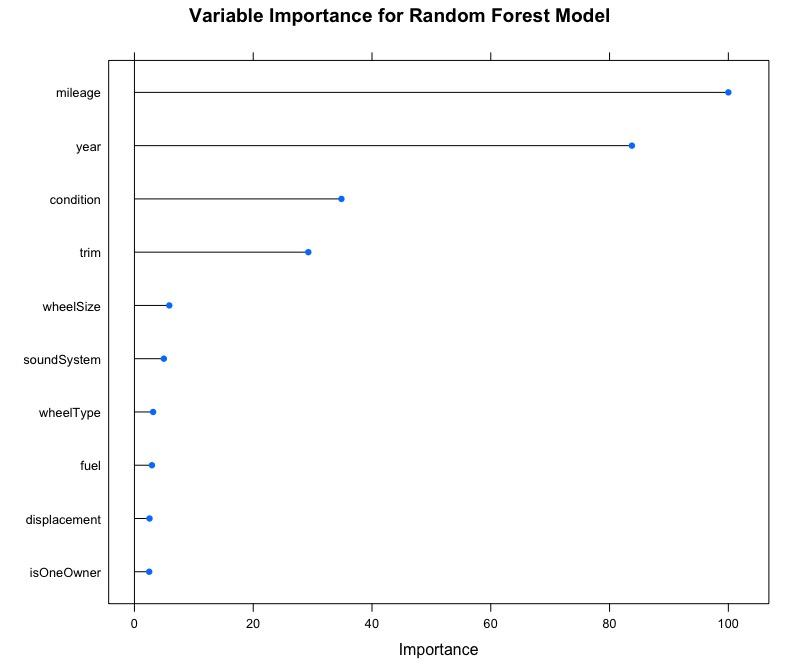 Variable Importance for Random Forest Model
mileage
year
condition
trim
wheelSize
soundSystem
wheelType
fuel
displacement
isOneOwner
0 20 40 60 80 100
Importance